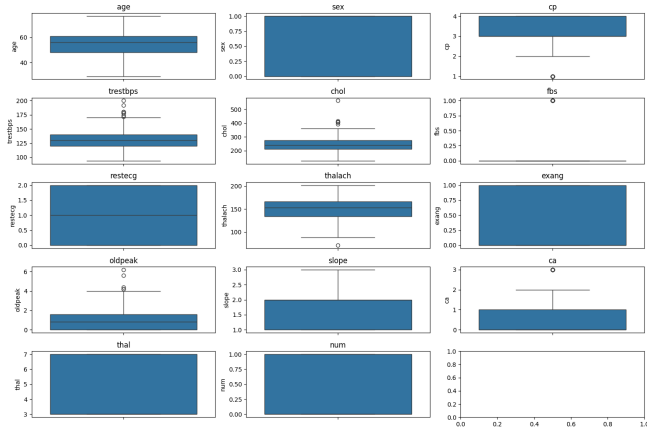 age
sex
cp
60
40
age
1.00
0.75
0.50
0.25
0.00
sex
4
3
2
1
cp
trestbps
chol
fbs
200
175
150
125
100
trestbps
500
400
300
200
chol
1.00
0.75
0.50
0.25
0.00
fbs
restecg
thalach
exang
2.0
1.5
1.0
0.5
0.0
restecg
200
150
100
thalach
1.00
0.75
0.50
0.25
0.00
exang
oldpeak
slope
ca
6
4
2
0
oldpeak
3.0
2.5
2.0
1.5
1.0
slope
3
2
1
0
ca
thal
num
7
6
5
4
3
thal
1.00
0.75
0.50
0.25
0.00
num
1.0
0.8
0.6
0.4
0.2
0.0
0.0 0.2 0.4 0.6 0.8 1.0